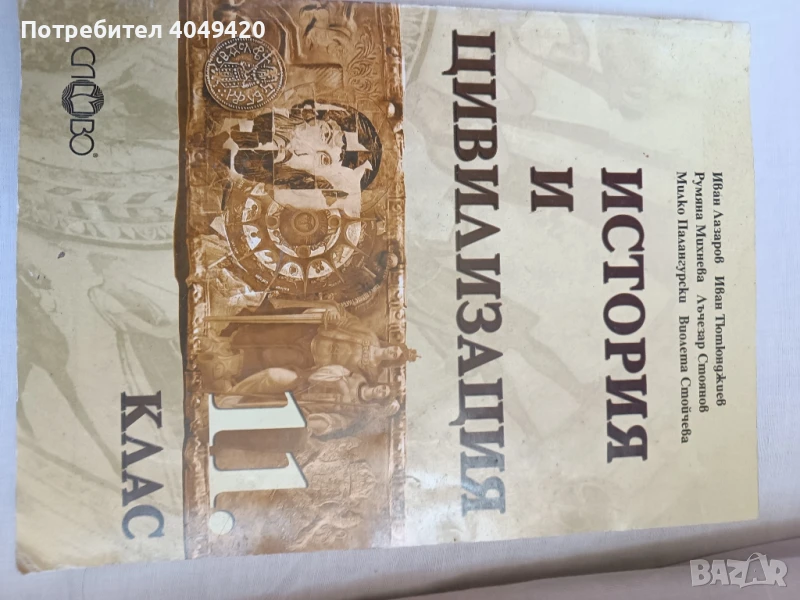 Потребител 4049420
Иван Лазаров Иван Тютюнджиев
Румяна Михнева Лъчезар Стоянов
Милко Палангурски Виолета Стойчева
ИСТОРИЯ
И
ЦИВИЛИЗАЦИЯ
11.
КЛАС
СЛОВО
BAZAR